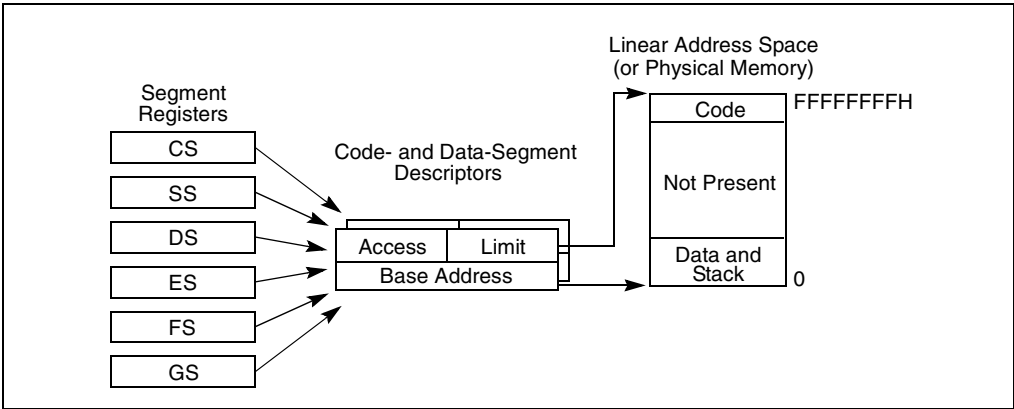 Linear Address Space
(or Physical Memory)
Segment
Registers
FFFFFFFFH
Code
CS
Code- and Data-Segment
Descriptors
SS
Not Present
DS
Access
Limit
Data and
Stack
Base Address
0
ES
FS
GS